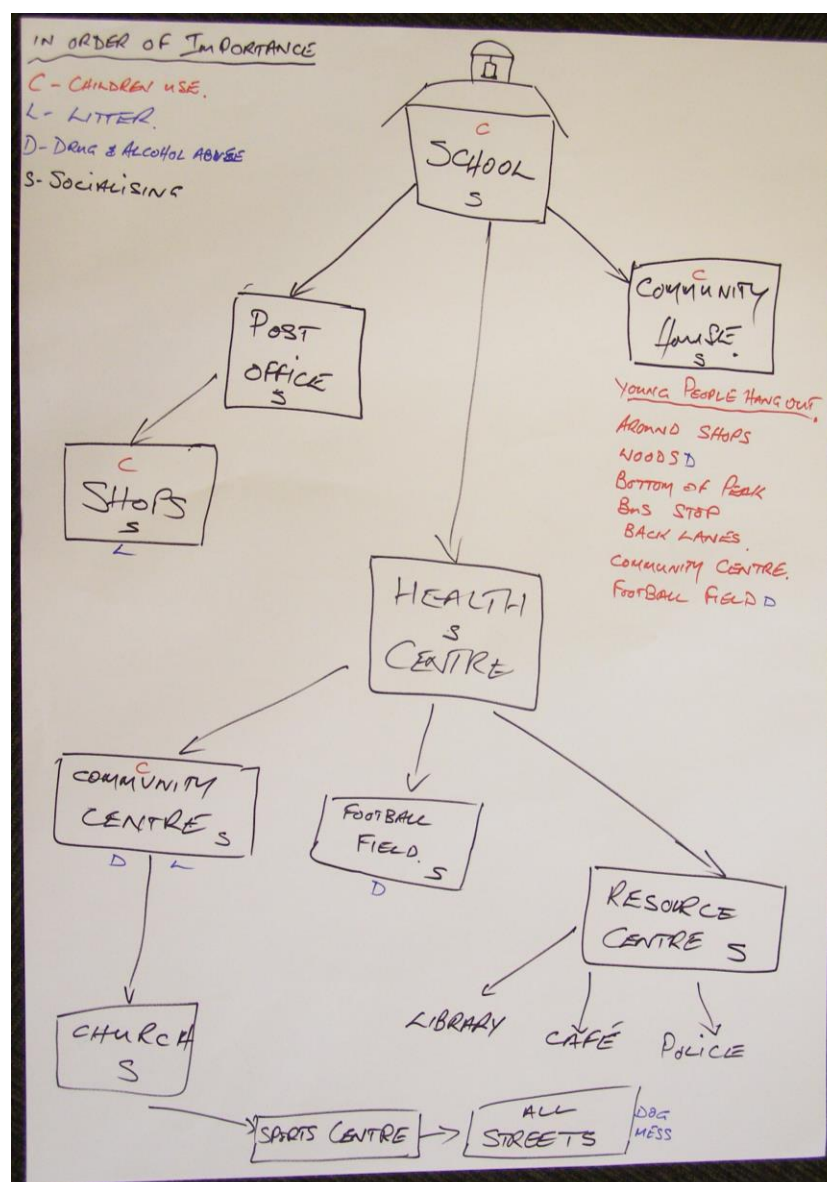 IN ORDER OF IMPORTANCE
C - CHILDREN USE.
L - LITTER.
D - DRUG & ALCOHOL ABUSE
S - SOCIALISING
C
SCHOOL
S
C
COMMUNITY
HOUSE.
S
POST
OFFICE
S
YOUNG PEOPLE HANG OUT.
AROUND SHOPS
WOODS D
BOTTOM OF PEAK
BUS STOP
BACK LANES.
COMMUNITY CENTRE.
FOOTBALL FIELD D
C
SHOPS
S
L
HEALTH
S
CENTRE
C
COMMUNITY
CENTRE S
D L
FOOTBALL
FIELD. S
D
RESOURCE
CENTRE S
LIBRARY
CAFÉ
POLICE
CHURCH
S
SPORTS CENTRE
ALL
STREETS
DOG
MESS